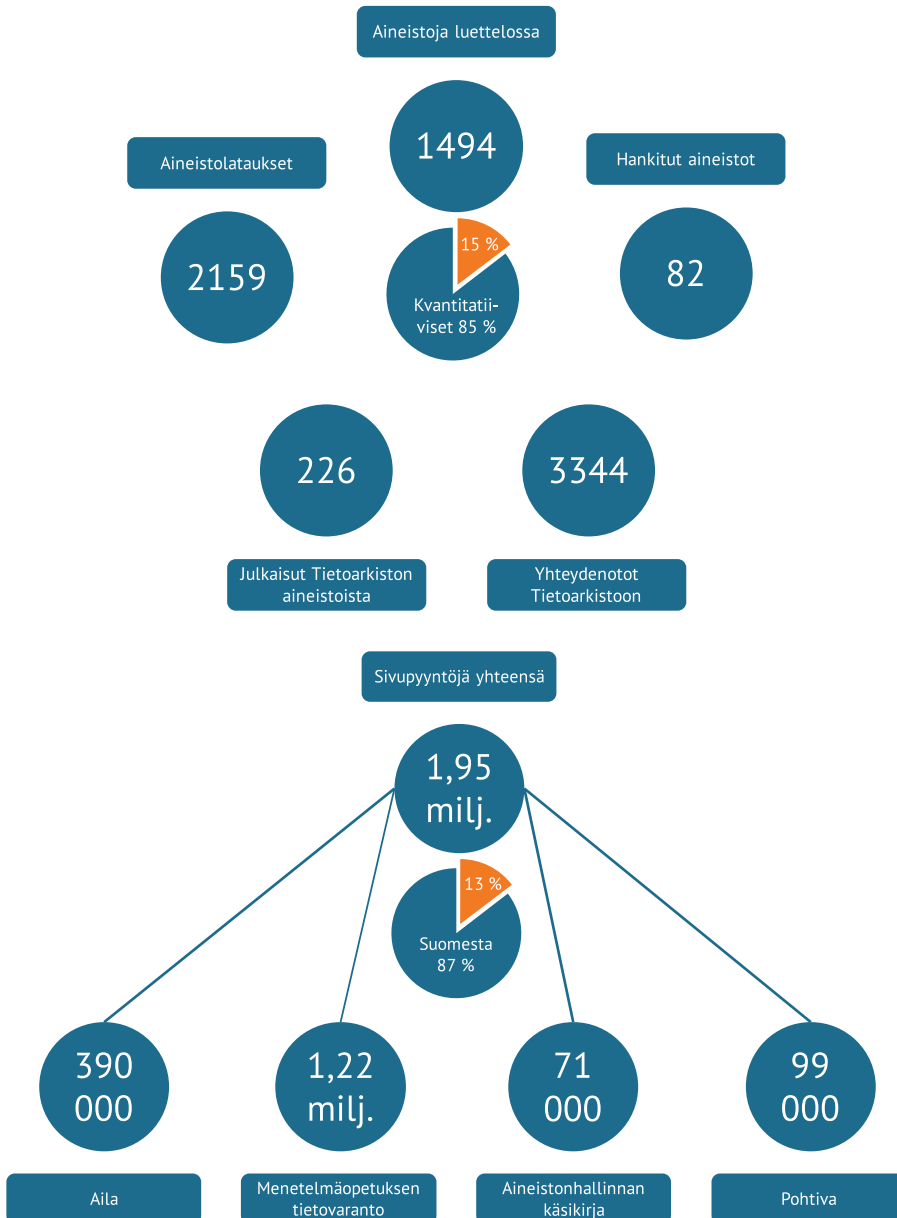 Aineistoja luettelossa
1494
15 %
Kvantitatii-
viset 85 %
Aineistolataukset
2159
Hankitut aineistot
82
226
Julkaisut Tietoarkiston
aineistoista
3344
Yhteydenotot
Tietoarkistoon
Sivupyyntöjä yhteensä
1,95
milj.
13 %
Suomesta
87 %
390
000
Aila
1,22
milj.
Menetelmäopetuksen
tietovaranto
71
000
Aineistonhallinnan
käsikirja
99
000
Pohtiva